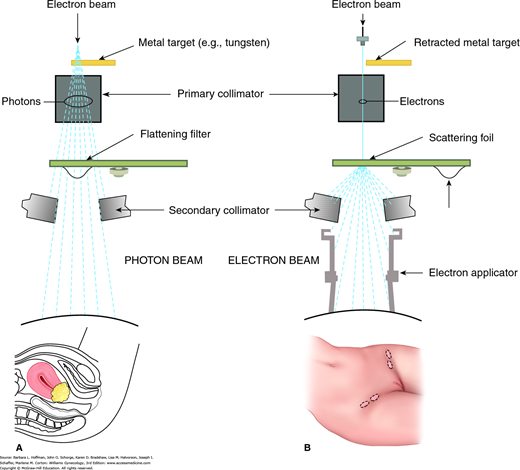 Electron beam
Metal target (e.g., tungsten)
Photons
Primary collimator
Flattening filter
Secondary collimator
PHOTON BEAM
A
Electron beam
Retracted metal target
Electrons
Scattering foil
ELECTRON BEAM
Electron applicator
B
Source: Barbara L. Hoffman, John O. Schorge, Karen D. Bradshaw, Lisa M. Halvorson, Joseph I.
Schaffer, Marlene M. Corton: Williams Gynecology, 3rd Edition: www.accessmedicine.com
Copyright © McGraw-Hill Education. All rights reserved.